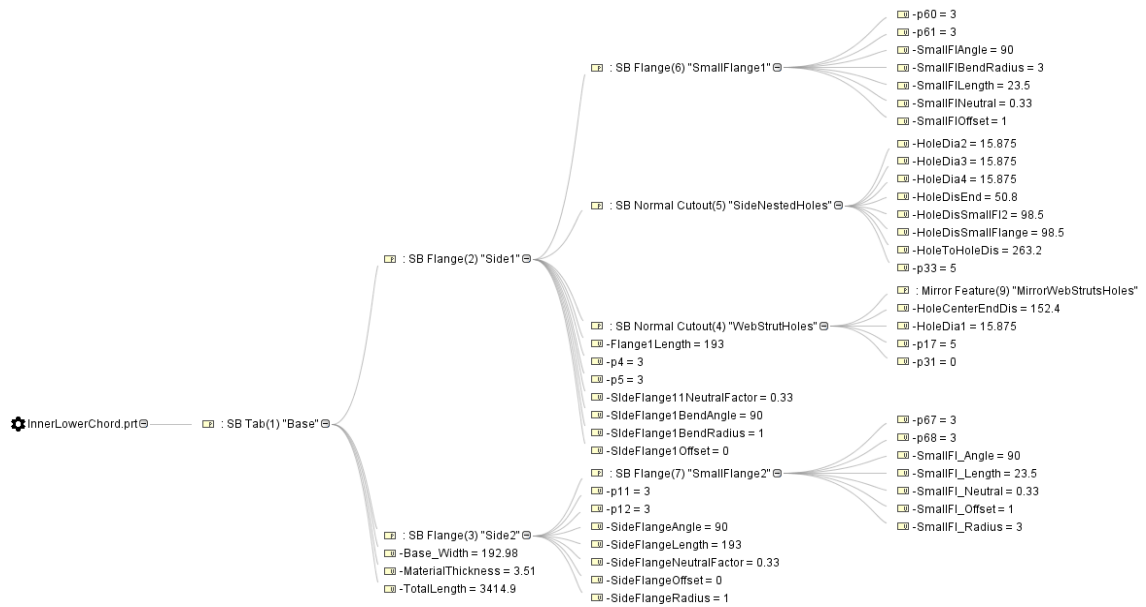 InnerLowerChord.prt
: SB Tab(1) "Base"
: SB Flange(2) "Side1"
: SB Flange(6) "SmallFlange1"
-p60 = 3
-p61 = 3
-SmallFlAngle = 90
-SmallFlBendRadius = 3
-SmallFlLength = 23.5
-SmallFlNeutral = 0.33
-SmallFlOffset = 1
: SB Normal Cutout(5) "SideNestedHoles"
-HoleDia2 = 15.875
-HoleDia3 = 15.875
-HoleDia4 = 15.875
-HoleDisEnd = 50.8
-HoleDisSmallFl2 = 98.5
-HoleDisSmallFlange = 98.5
-HoleToHoleDis = 263.2
-p33 = 5
: SB Normal Cutout(4) "WebStrutHoles"
: Mirror Feature(9) "MirrorWebStrutsHoles"
-HoleCenterEndDis = 152.4
-HoleDia1 = 15.875
-p17 = 5
-p31 = 0
-Flange1Length = 193
-p4 = 3
-p5 = 3
-SIdeFlange11NeutralFactor = 0.33
-SIdeFlange1BendAngle = 90
-SIdeFlange1BendRadius = 1
-SIdeFlange1Offset = 0
: SB Flange(3) "Side2"
: SB Flange(7) "SmallFlange2"
-p67 = 3
-p68 = 3
-SmallFl_Angle = 90
-SmallFl_Length = 23.5
-SmallFl_Neutral = 0.33
-SmallFl_Offset = 1
-SmallFl_Radius = 3
-p11 = 3
-p12 = 3
-SideFlangeAngle = 90
-SideFlangeLength = 193
-SideFlangeNeutralFactor = 0.33
-SideFlangeOffset = 0
-SideFlangeRadius = 1
-Base_Width = 192.98
-MaterialThickness = 3.51
-TotalLength = 3414.9